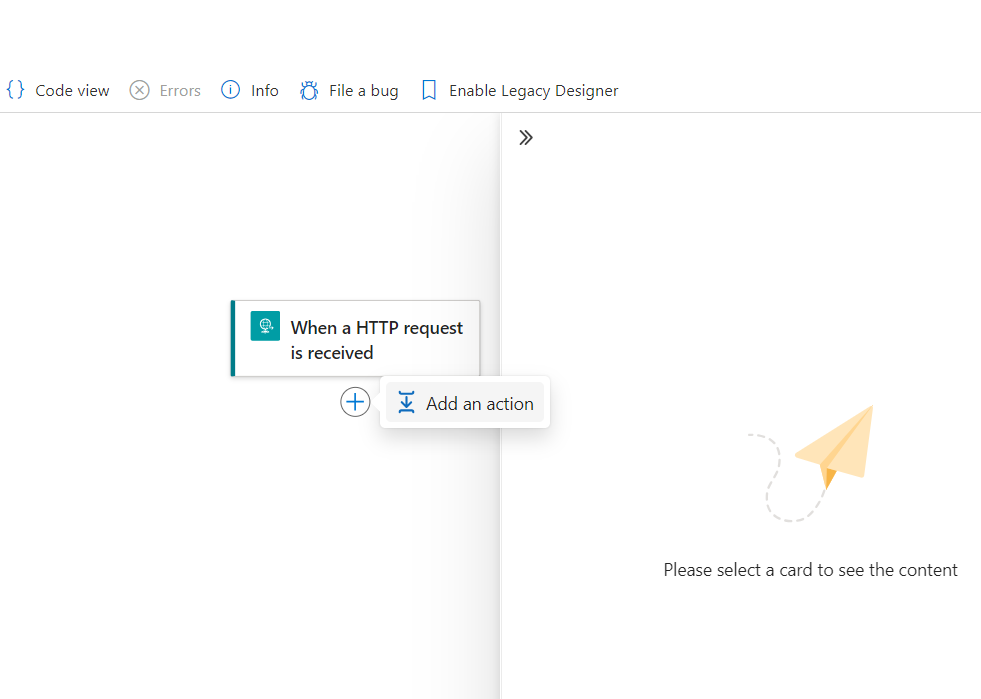 Code view
Errors
Info
File a bug
Enable Legacy Designer
When a HTTP request
is received
Add an action
Please select a card to see the content